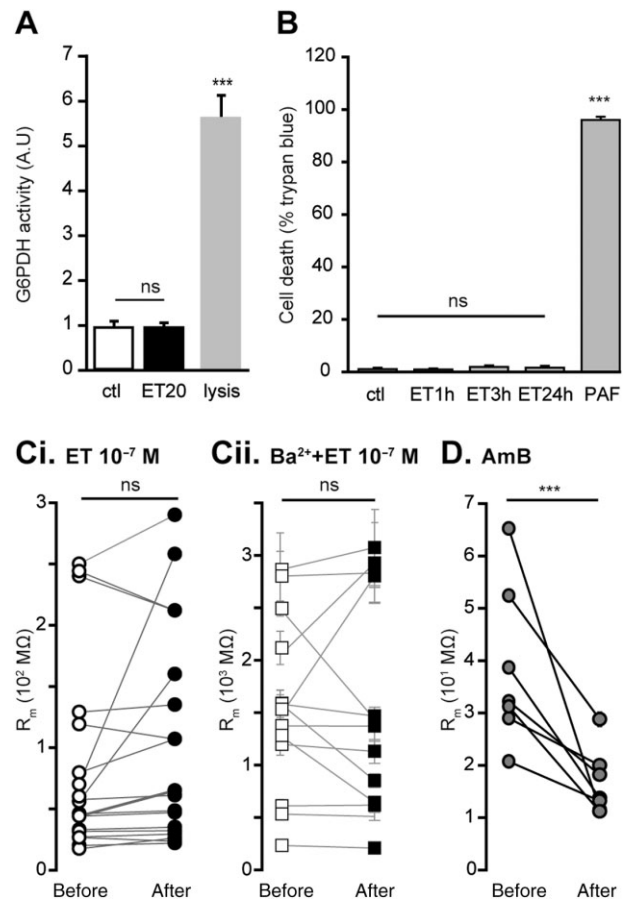 A
G6PDH activity (A.U)
7
6
5
4
3
2
1
0
***
ns
ctl ET20 lysis
B
Cell death (% trypan blue)
120
100
80
60
40
20
0
***
ns
ctl ET1h ET3h ET24h PAF
Ci. ET 10⁻⁷ M
ns
Rm (10² MΩ)
3
2
1
0
Before After
Cii. Ba²⁺+ET 10⁻⁷ M
ns
Rm (10³ MΩ)
3
2
1
0
Before After
D. AmB
***
Rm (10¹ MΩ)
7
6
5
4
3
2
1
0
Before After